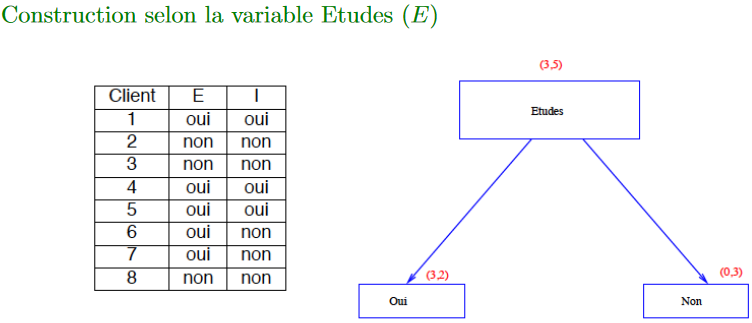 Construction selon la variable Etudes (E)
Client E I
1 oui oui
2 non non
3 non non
4 oui oui
5 oui oui
6 oui non
7 oui non
8 non non
(3,5)
Etudes
(3,2)
Oui
(0,3)
Non